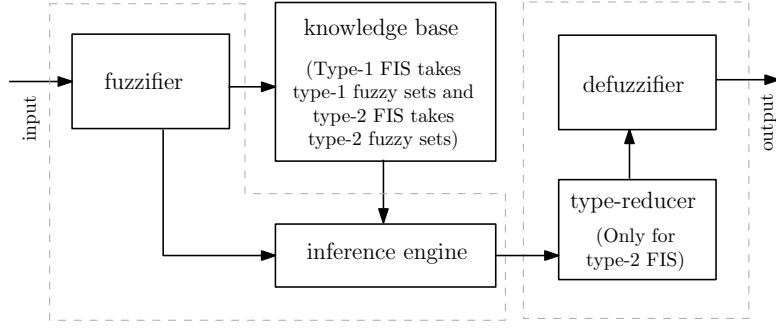 input
fuzzifier
knowledge base
(Type-1 FIS takes
type-1 fuzzy sets and
type-2 FIS takes
type-2 fuzzy sets)
inference engine
defuzzifier
type-reducer
(Only for
type-2 FIS)
output